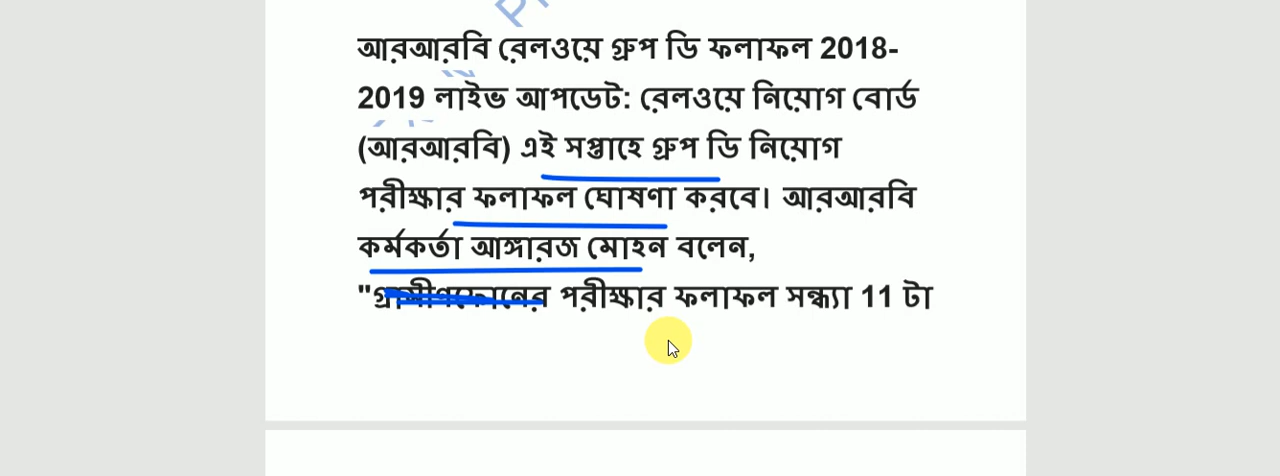 আরআরবি রেলওয়ে গ্রুপ ডি ফলাফল 2018-
2019 লাইভ আপডেট: রেলওয়ে নিয়োগ বোর্ড
(আরআরবি) এই সপ্তাহে গ্রুপ ডি নিয়োগ
পরীক্ষার ফলাফল ঘোষণা করবে। আরআরবি
কর্মকর্তা আঙ্গারজ মোহন বলেন,
"গ্রামীণফোনের পরীক্ষার ফলাফল সন্ধ্যা 11 টা